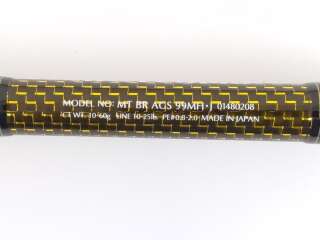 MODEL NO: MT BR AGS 99MH・J 01480208
CT WT. 10-60g LINE 10-25lb PE#0.8-2.0 MADE IN JAPAN